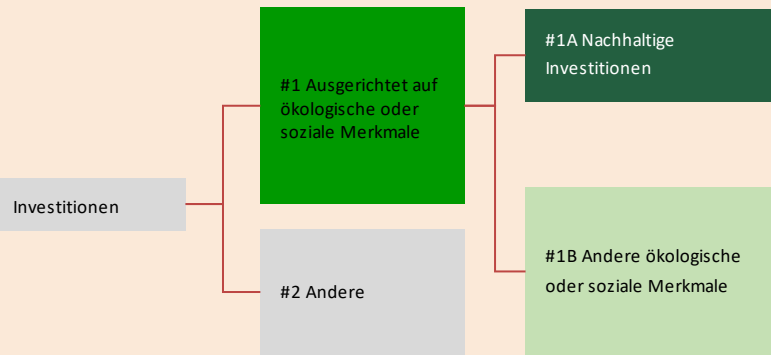 Investitionen
#1 Ausgerichtet auf
ökologische oder
soziale Merkmale
#2 Andere
#1A Nachhaltige
Investitionen
#1B Andere ökologische
oder soziale Merkmale